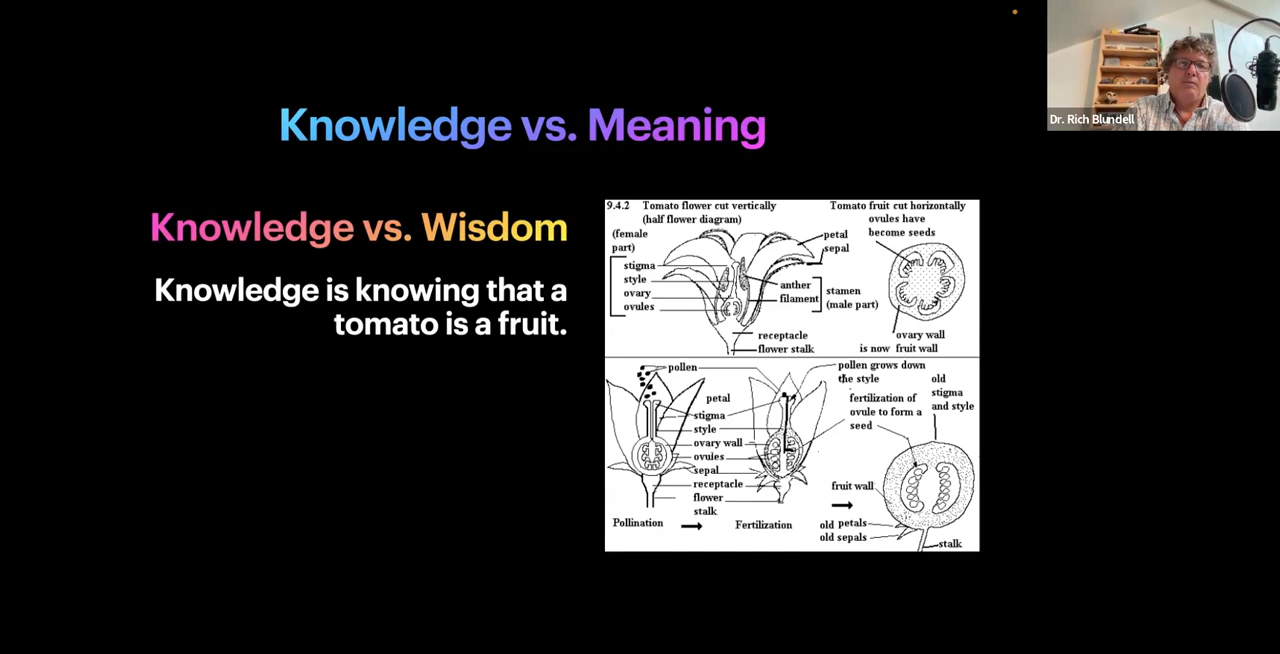 Knowledge vs. Meaning
Dr. Rich Blundell
Knowledge vs. Wisdom
Knowledge is knowing that a
tomato is a fruit.
9.4.2 Tomato flower cut vertically
(half flower diagram)
(female
part)
stigma
style
ovary
ovules
petal
sepal
anther
filament
stamen
(male part)
receptacle
flower stalk
Tomato fruit cut horizontally
ovules have
become seeds
ovary wall
is now fruit wall
pollen
petal
stigma
style
ovary wall
ovules
sepal
receptacle
flower
stalk
Pollination
Fertilization
pollen grows down
the style
fertilization of
ovule to form a
seed
old
stigma
and style
fruit wall
old petals
old sepals
stalk